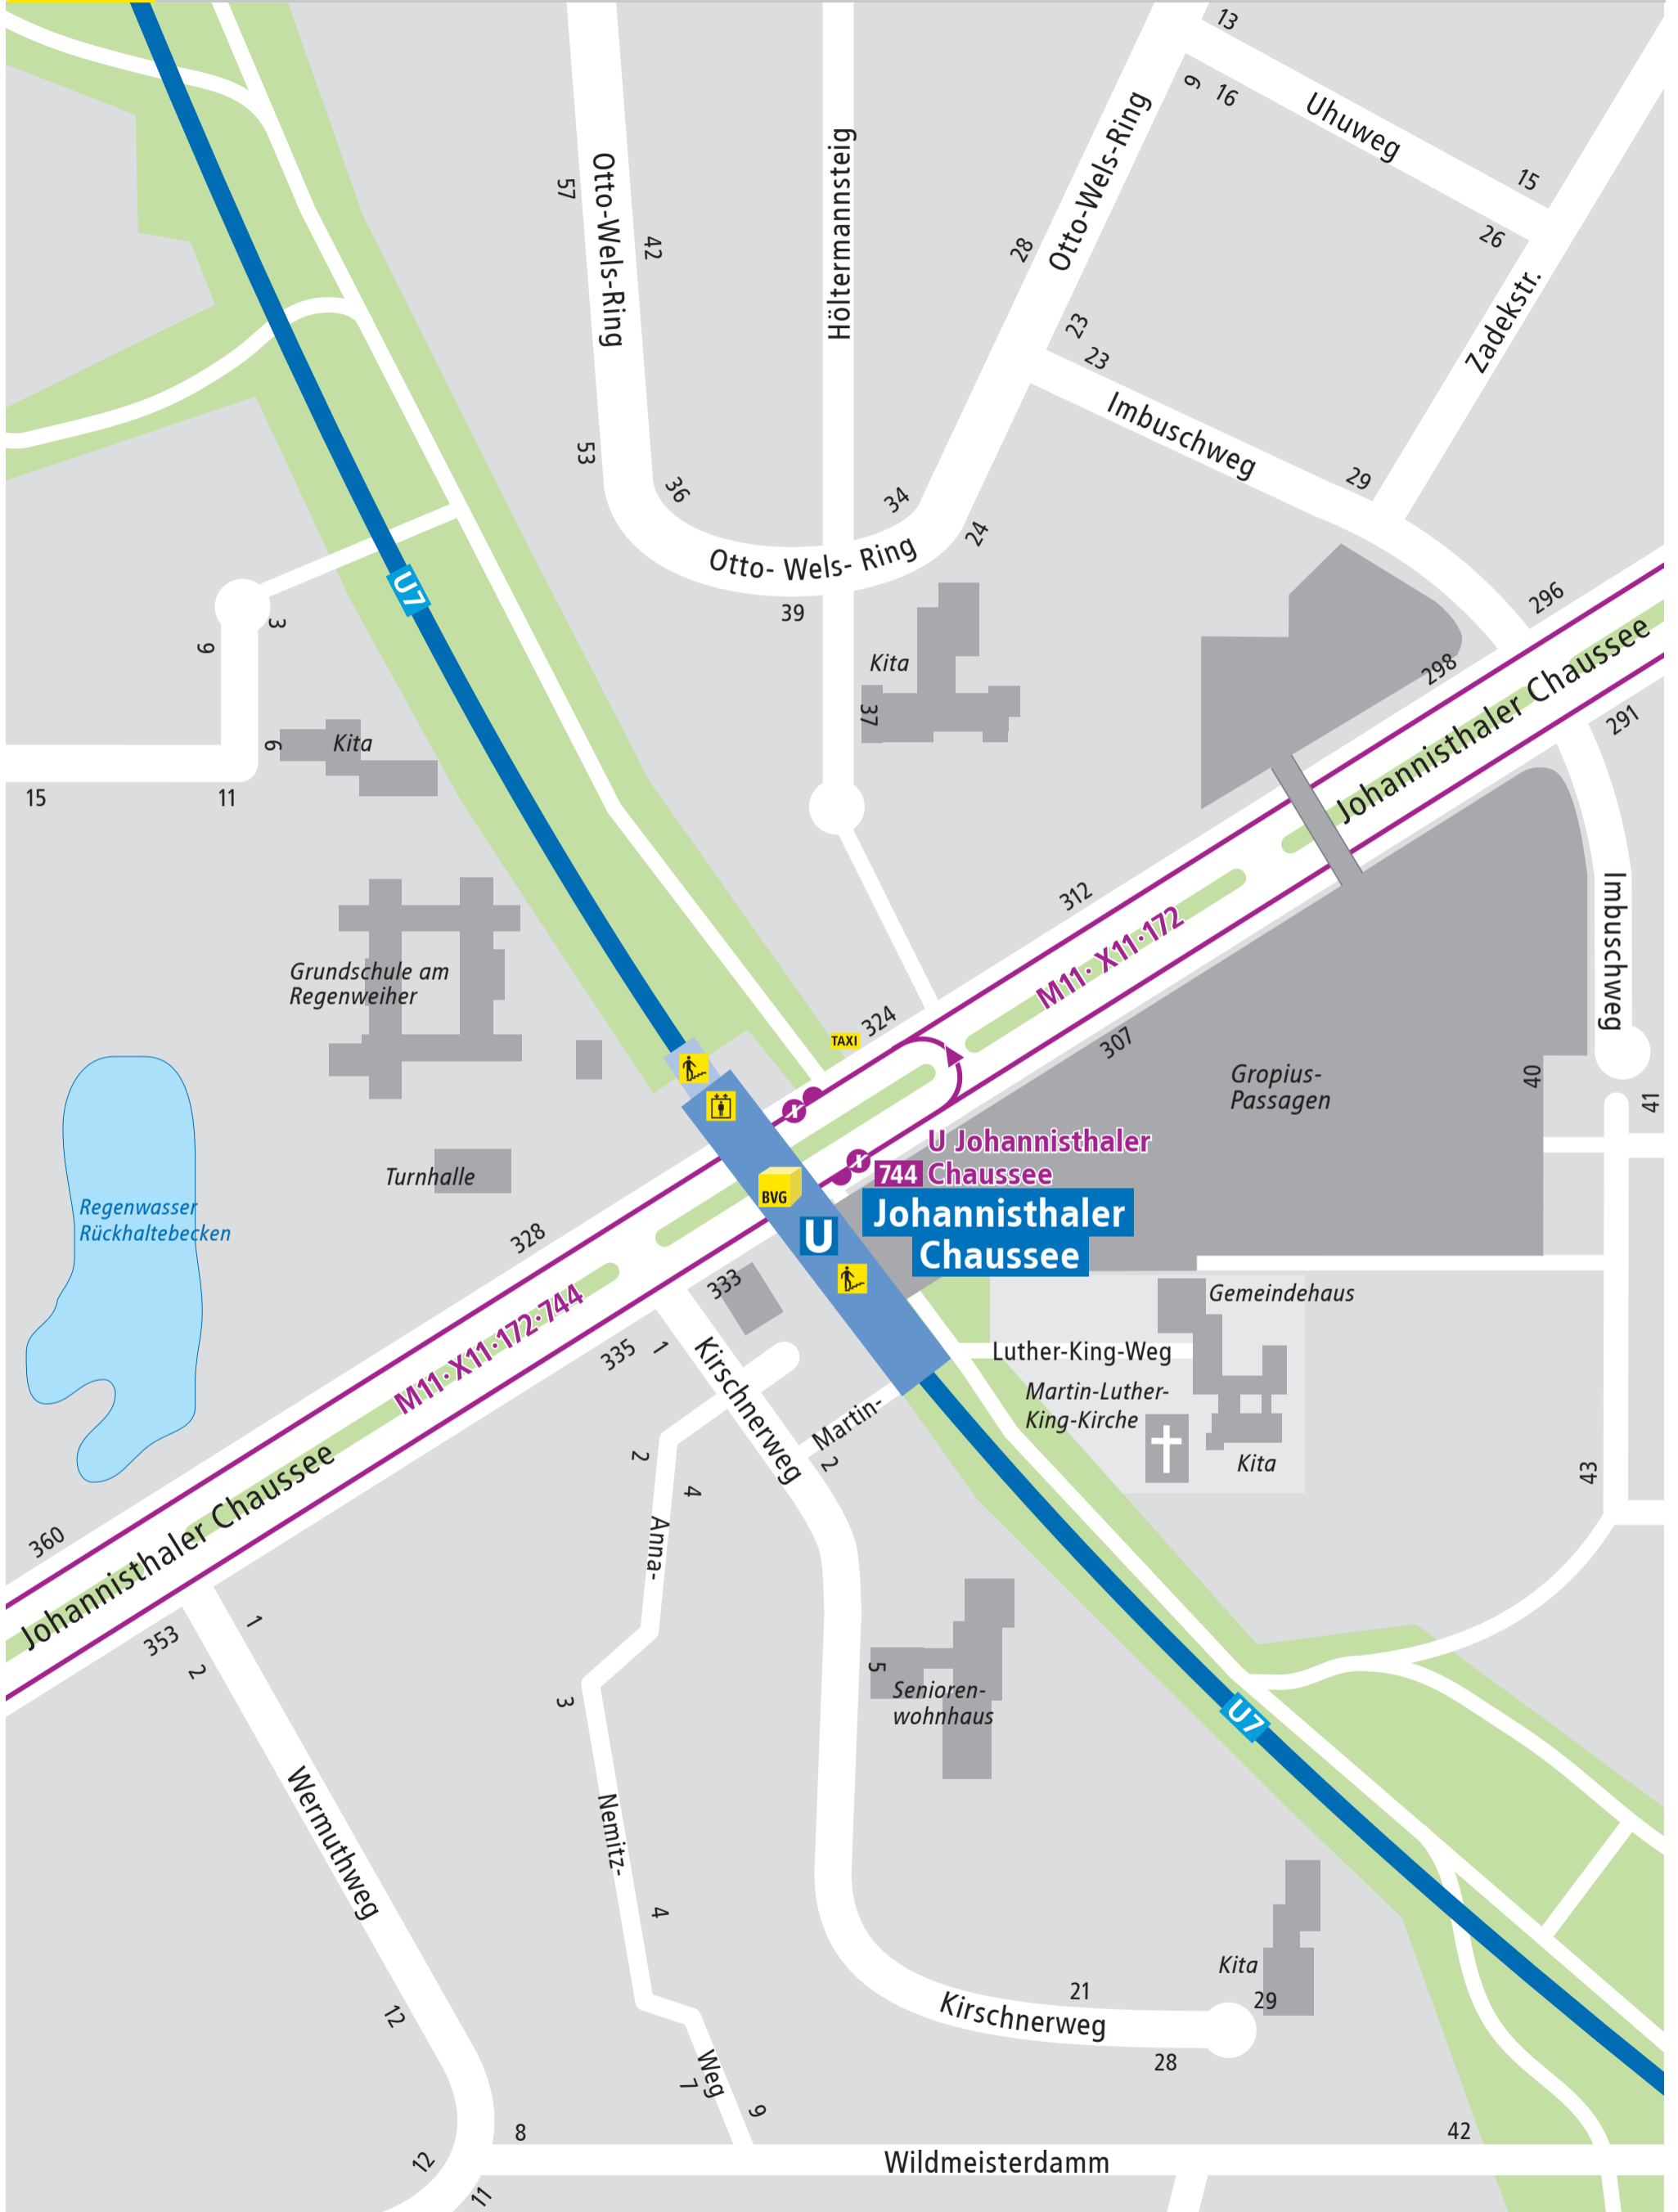 13
9
16
Uhuweg
15
26
Otto-Wels-Ring
57
42
Höltermannsteig
Otto-Wels-Ring
28
23
23
Zadekstr.
Imbuschweg
29
53
36
34
24
Otto- Wels- Ring
39
U7
3
9
6
Kita
15
11
Kita
37
296
298
Johannisthaler Chaussee
291
Imbuschweg
312
M11·X11·172
307
324
TAXI
Grundschule am
Regenweiher
Gropius-
Passagen
40
41
Turnhalle
U Johannisthaler
744 Chaussee
BVG
U
Johannisthaler
Chaussee
Regenwasser
Rückhaltebecken
328
333
335
1
M11·X11·172·744
Kirschnerweg
Gemeindehaus
Luther-King-Weg
Martin-
2
Martin-Luther-
King-Kirche
Kita
43
2
4
Anna-
360
Johannisthaler Chaussee
353
1
2
3
5
Senioren-
wohnhaus
U7
Wermuthweg
Nemitz-
4
Kita
29
21
Kirschnerweg
28
12
Weg
7
9
8
42
12
11
Wildmeisterdamm